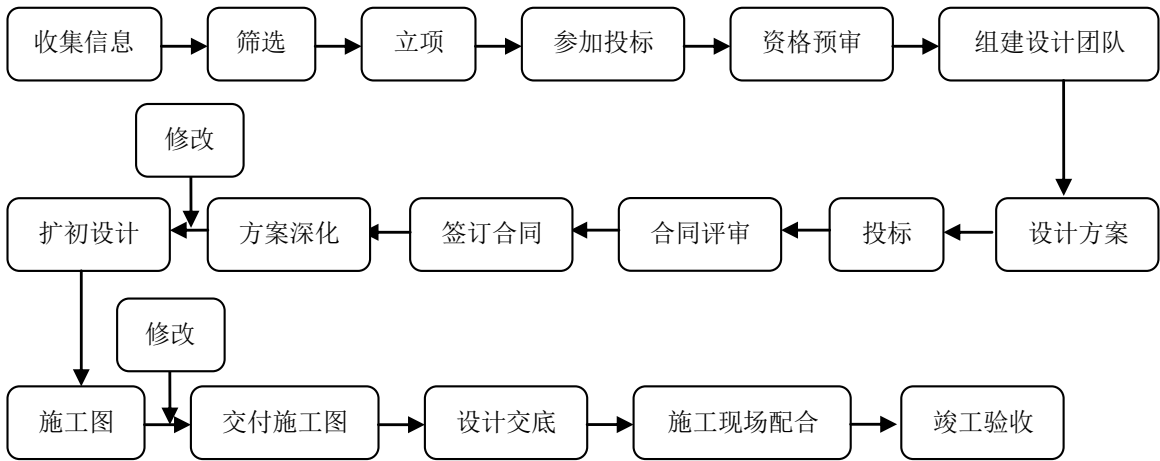 收集信息
筛选
立项
参加投标
资格预审
组建设计团队
修改
扩初设计
方案深化
签订合同
合同评审
投标
设计方案
修改
施工图
交付施工图
设计交底
施工现场配合
竣工验收